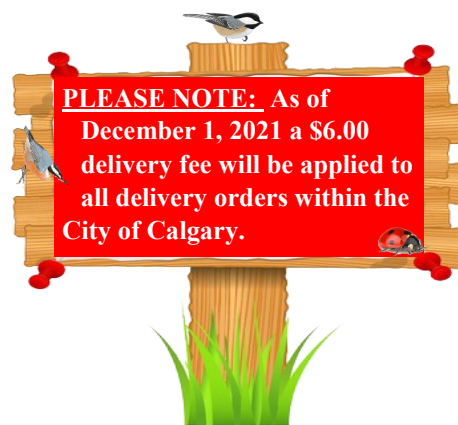 PLEASE NOTE: As of
December 1, 2021 a $6.00
delivery fee will be applied to
all delivery orders within the
City of Calgary.